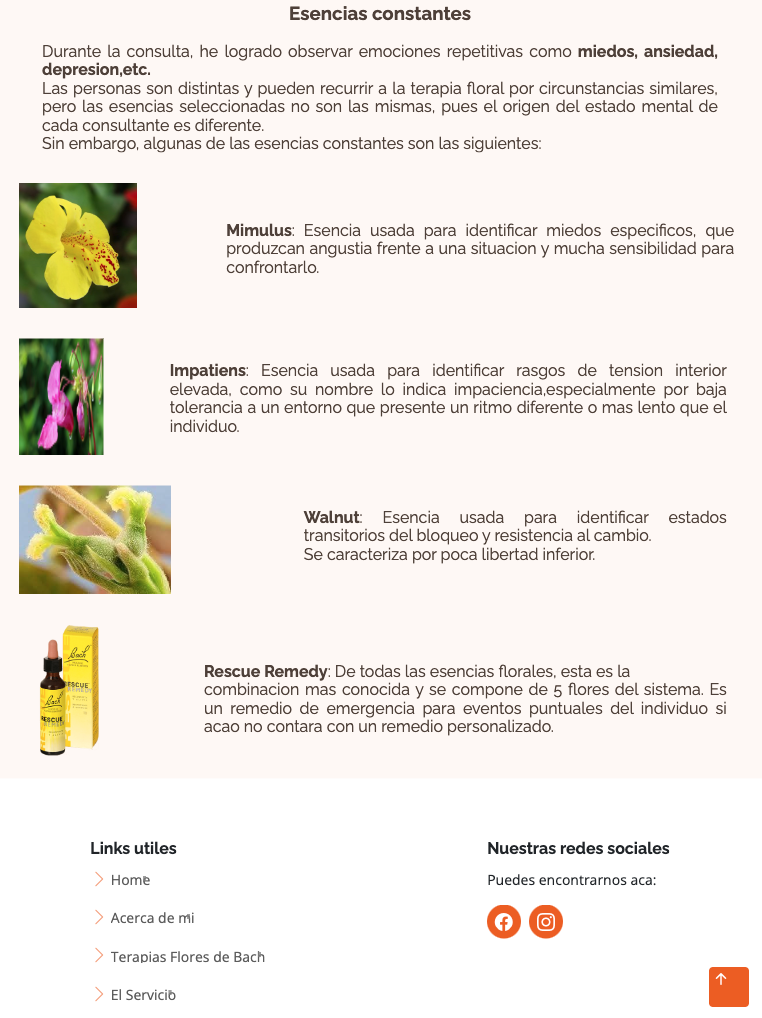 Esencias constantes
Durante la consulta, he logrado observar emociones repetitivas como miedos, ansiedad,
depresion,etc.
Las personas son distintas y pueden recurrir a la terapia floral por circunstancias similares,
pero las esencias seleccionadas no son las mismas, pues el origen del estado mental de
cada consultante es diferente.
Sin embargo, algunas de las esencias constantes son las siguientes:
Mimulus: Esencia usada para identificar miedos especificos, que
produzcan angustia frente a una situacion y mucha sensibilidad para
confrontarlo.
Impatiens: Esencia usada para identificar rasgos de tension interior
elevada, como su nombre lo indica impaciencia,especialmente por baja
tolerancia a un entorno que presente un ritmo diferente o mas lento que el
individuo.
Walnut: Esencia usada para identificar estados
transitorios del bloqueo y resistencia al cambio.
Se caracteriza por poca libertad inferior.
Bach
RESCUE
REMEDY
Bach
RESCUE
Rescue Remedy: De todas las esencias florales, esta es la
combinacion mas conocida y se compone de 5 flores del sistema. Es
un remedio de emergencia para eventos puntuales del individuo si
acao no contara con un remedio personalizado.
Links utiles
Home
Acerca de mi
Terapias Flores de Bach
El Servicio
Nuestras redes sociales
Puedes encontrarnos aca: